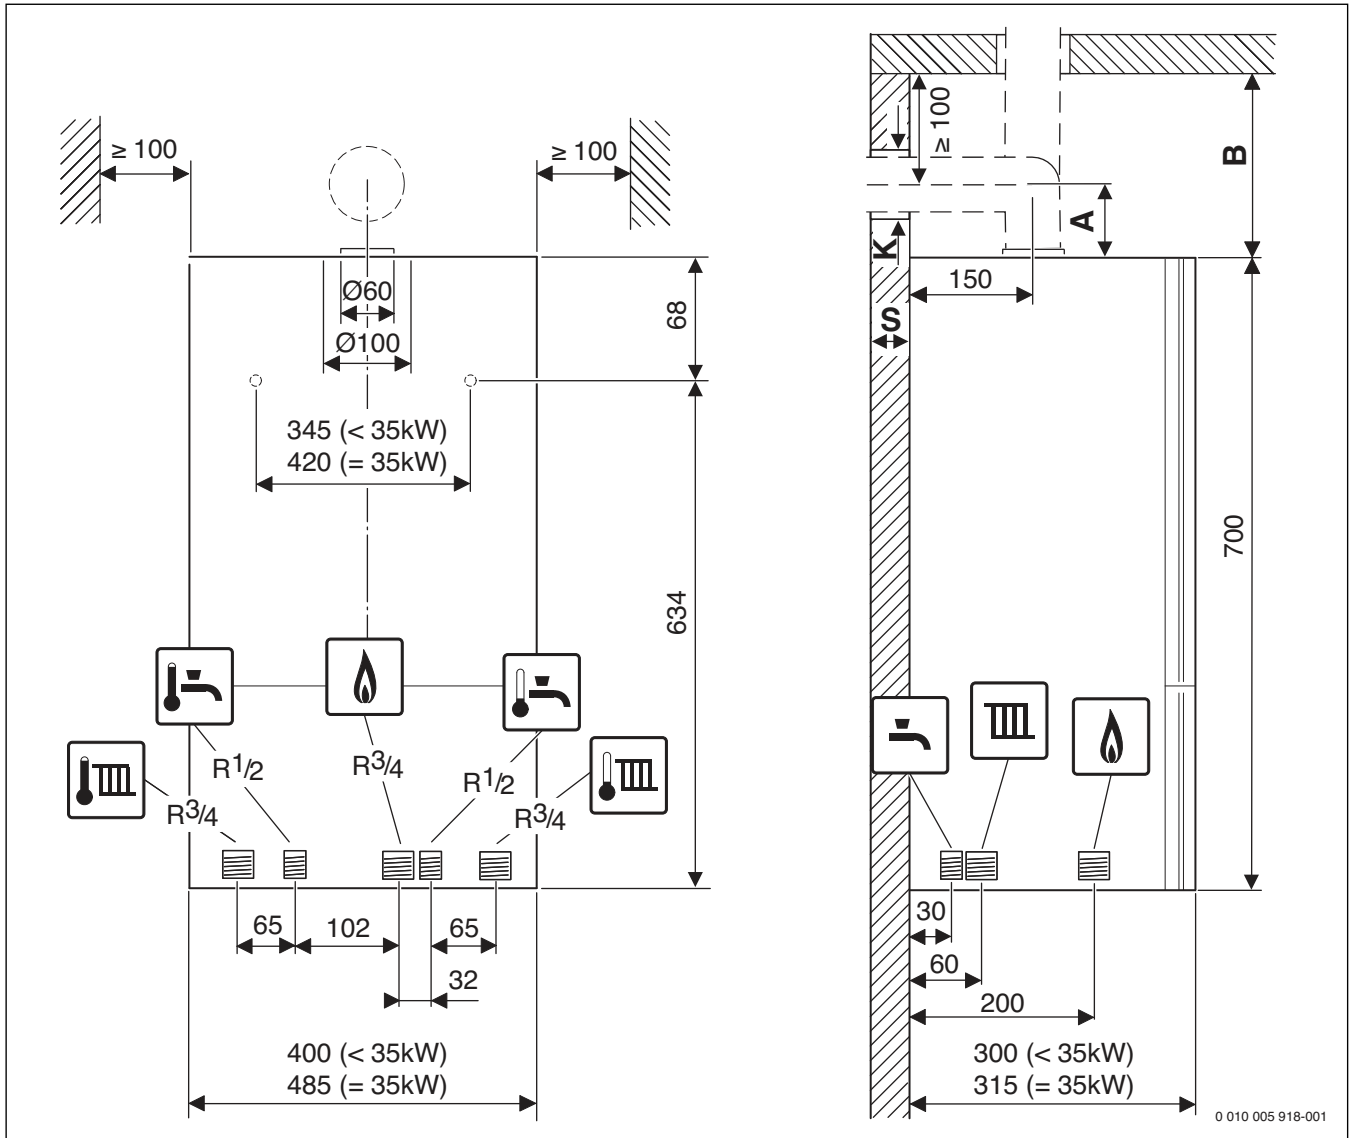 ≥ 100
≥ 100
Ø60
Ø100
68
345 (< 35kW)
420 (= 35kW)
634
R1/2
R3/4
R1/2
R3/4
R3/4
65
102
65
32
400 (< 35kW)
485 (= 35kW)
≥ 100
B
A
K
150
S
700
30
60
200
300 (< 35kW)
315 (= 35kW)
0 010 005 918-001